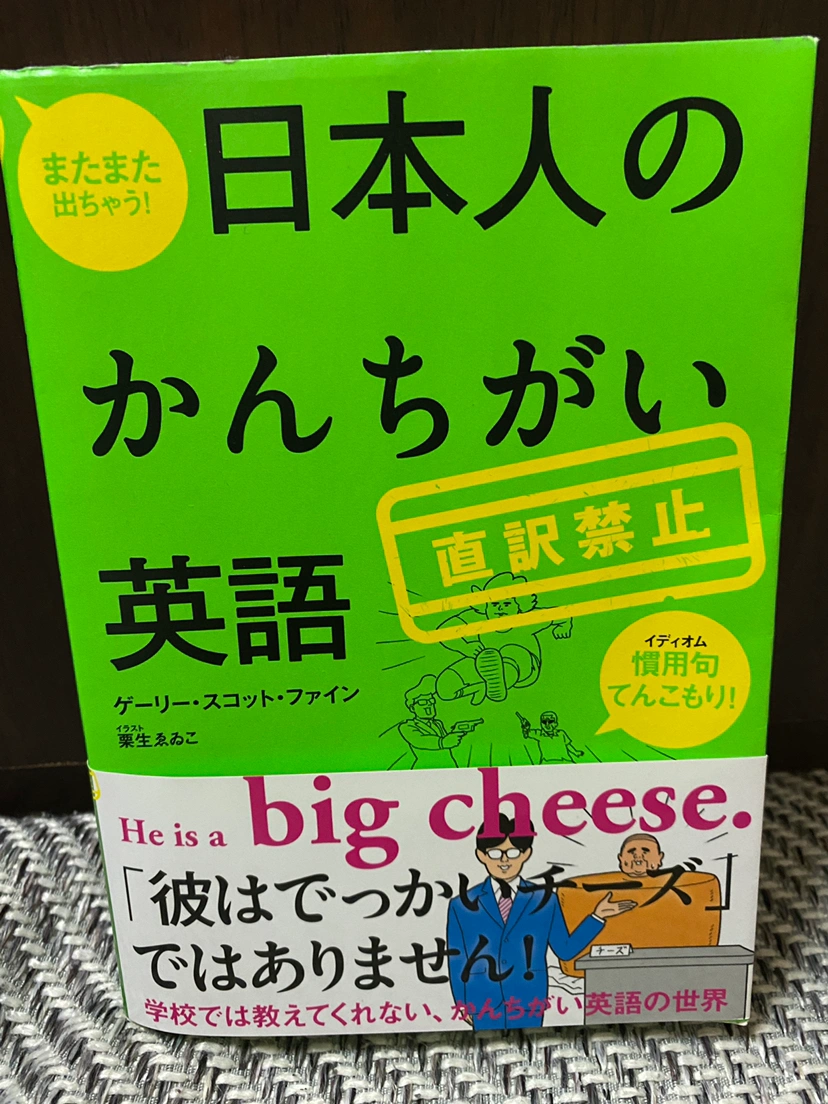 またまた
出ちゃう!
日本人の
かんちがい
英語
直訳禁止
ゲーリー・スコット・ファイン
イラスト
栗生ゑゐこ
イディオム
慣用句
てんこもり!
He is a big cheese.
「彼はでっかいチーズ」
ではありません!
チーズ
学校では教えてくれない、かんちがい英語の世界